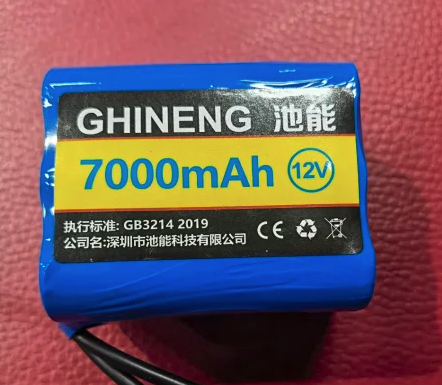 GHINENG 池能
7000mAh 12V
执行标准: GB3214 2019
公司名:深圳市池能科技有限公司
CE